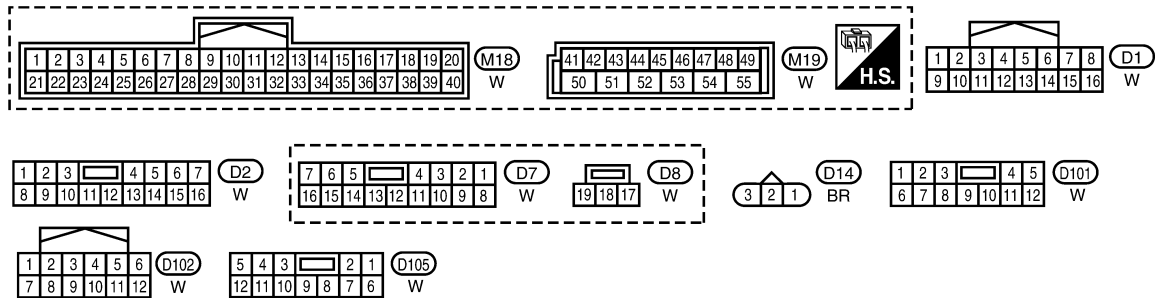 1 2 3 4 5 6 7 8 9 10 11 12 13 14 15 16 17 18 19 20 M18
21 22 23 24 25 26 27 28 29 30 31 32 33 34 35 36 37 38 39 40 W
41 42 43 44 45 46 47 48 49 M19
50 51 52 53 54 55 W
H.S.
1 2 3 4 5 6 7 8 D1
9 10 11 12 13 14 15 16 W
1 2 3 4 5 6 7 D2
8 9 10 11 12 13 14 15 16 W
7 6 5 4 3 2 1 D7
16 15 14 13 12 11 10 9 8 W
D8
19 18 17 W
3 2 1 D14
BR
1 2 3 4 5 D101
6 7 8 9 10 11 12 W
1 2 3 4 5 6 D102
7 8 9 10 11 12 W
5 4 3 2 1 D105
12 11 10 9 8 7 6 W